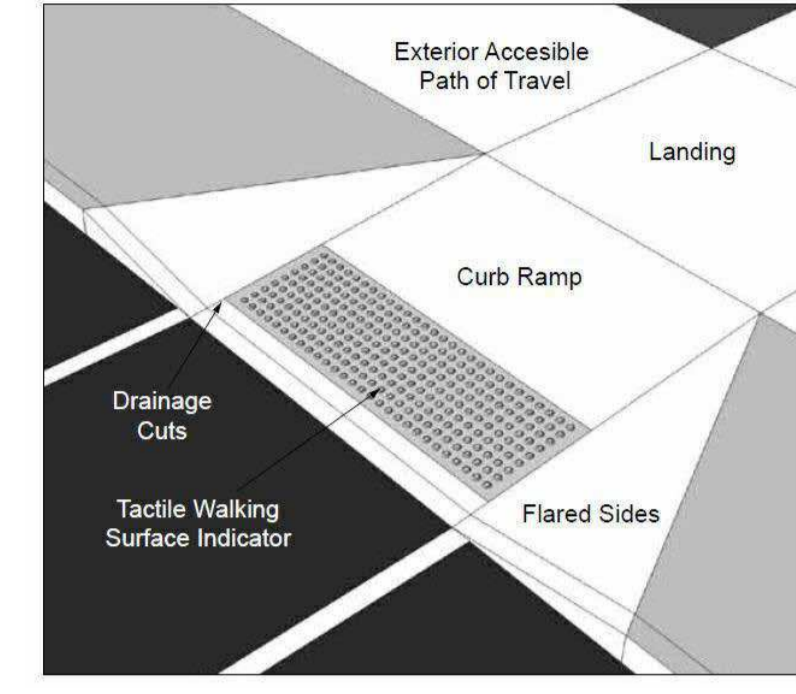 Exterior Accesible
Path of Travel
Landing
Curb Ramp
Drainage
Cuts
Tactile Walking
Surface Indicator
Flared Sides